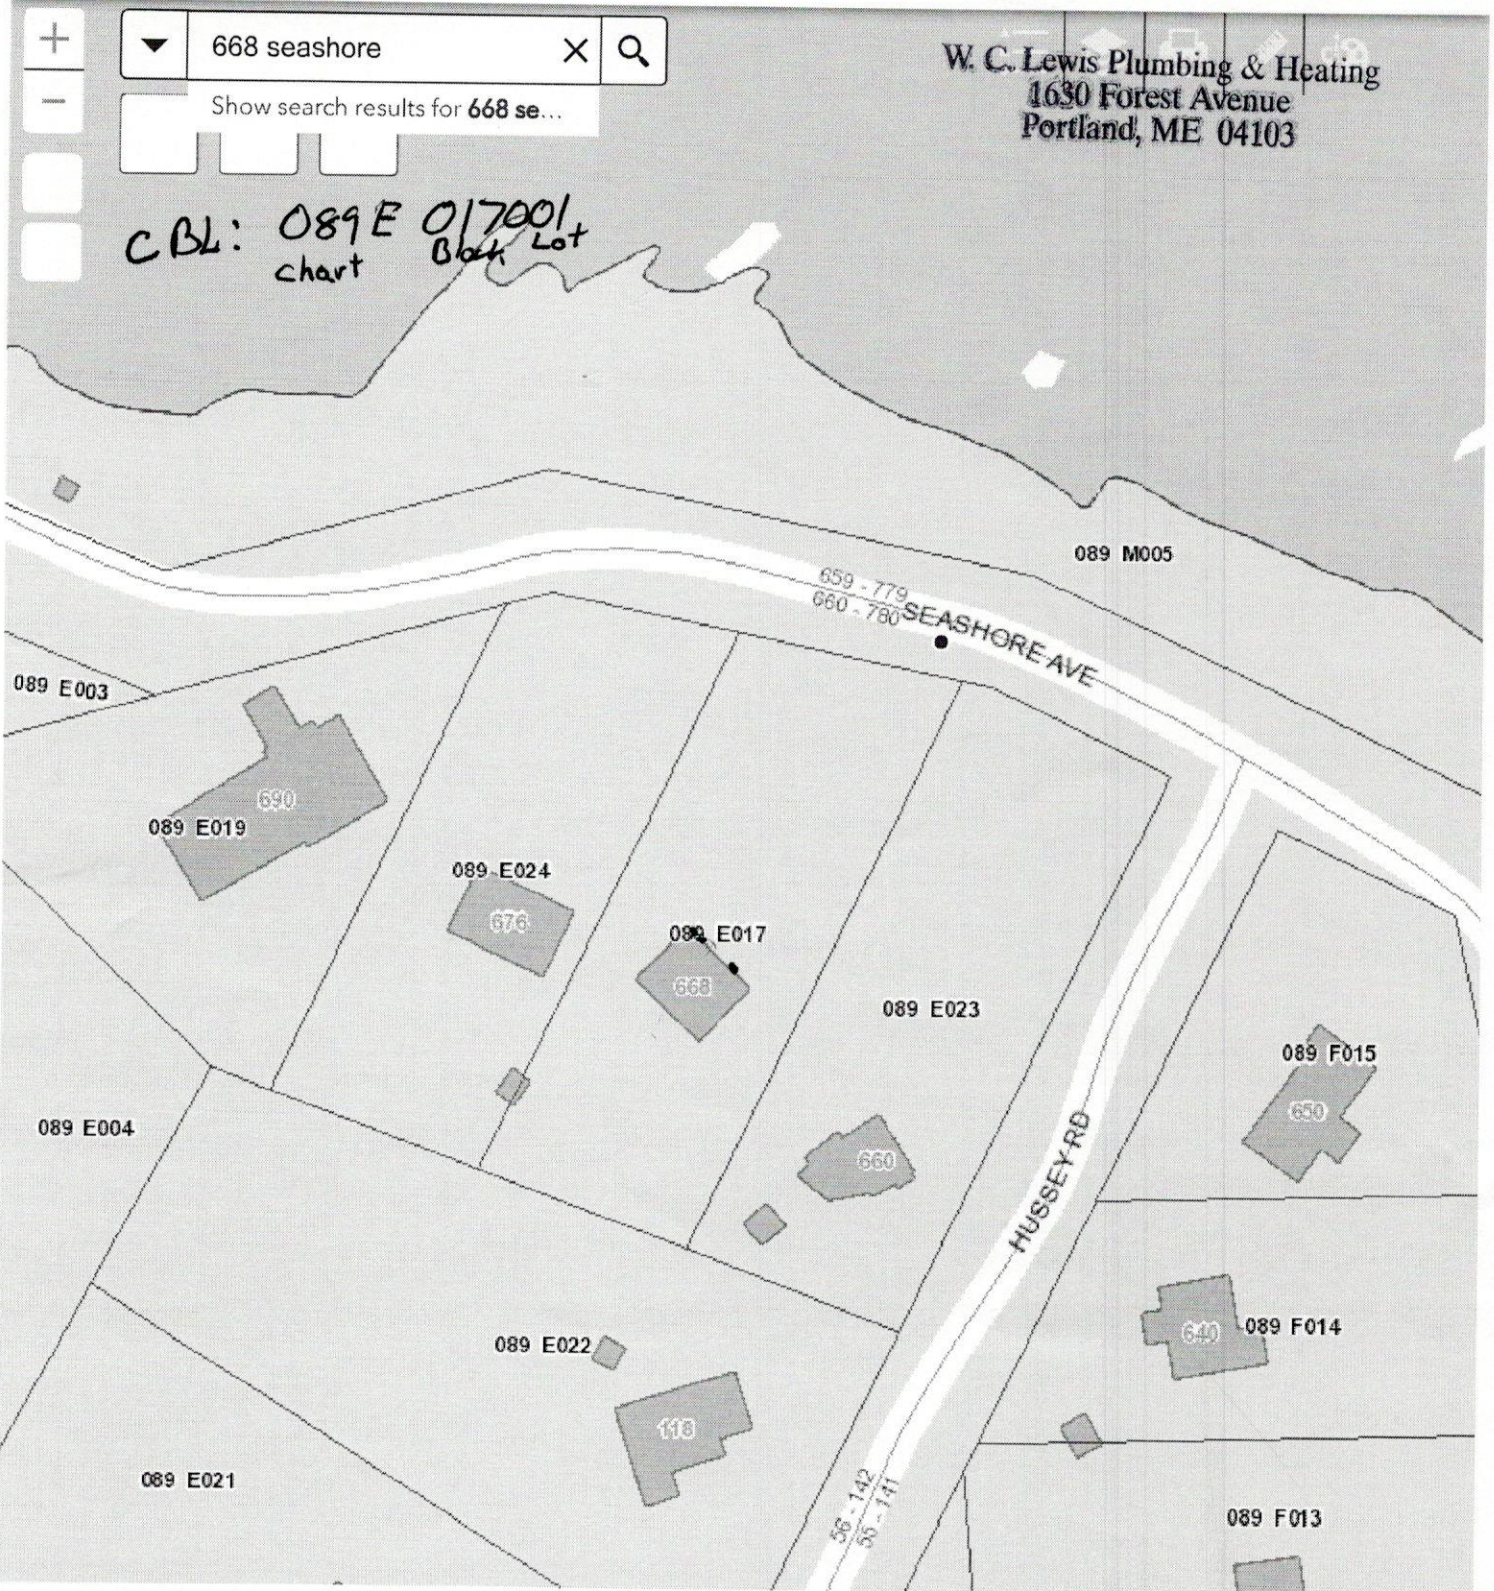 +
−
668 seashore
Show search results for 668 se...
W. C. Lewis Plumbing & Heating
1630 Forest Avenue
Portland, ME 04103
CBL: 089E 017001
chart Block Lot
089 M005
659 - 779
660 - 780
SEASHORE AVE
089 E003
690
089 E019
089 E024
676
089 E017
668
089 E023
089 F015
650
089 E004
660
HUSSEY RD
089 E022
640
089 F014
118
089 E021
56 - 142
55 - 141
089 F013